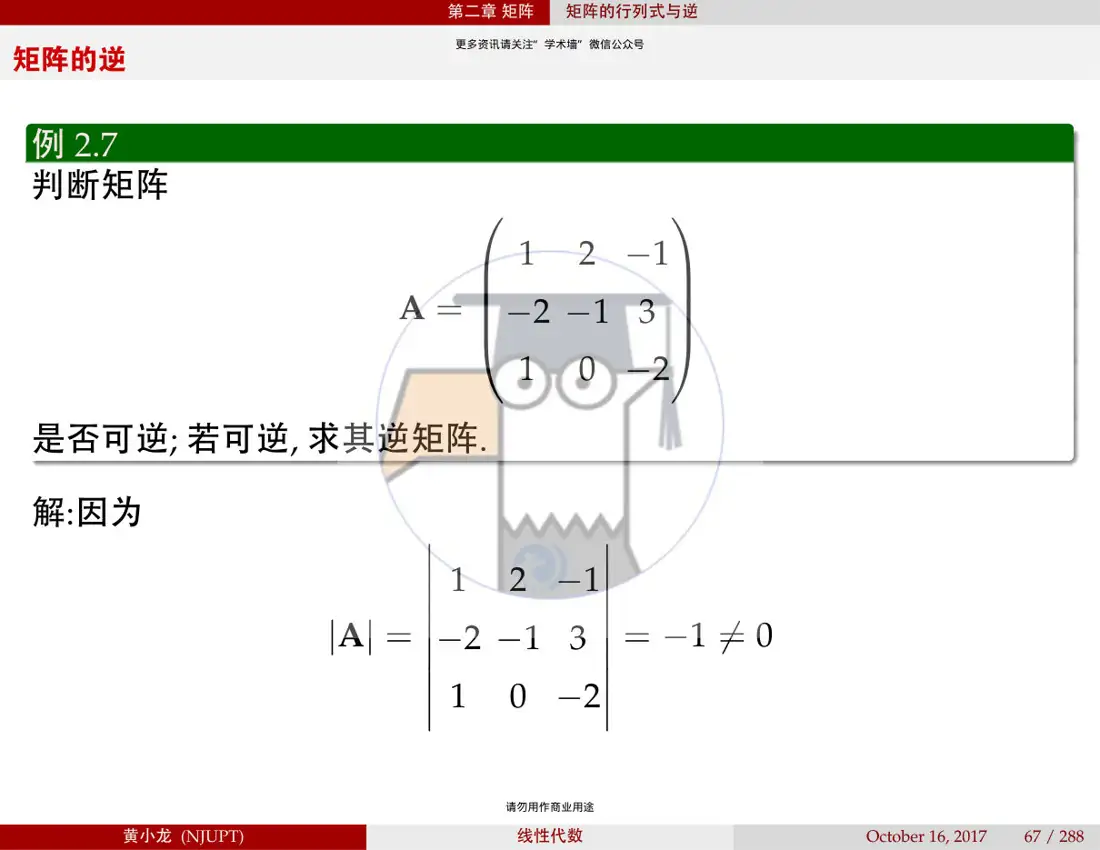 第二章 矩阵 矩阵的行列式与逆
矩阵的逆
更多资讯请关注“学术墙”微信公众号
例 2.7
判断矩阵
A = ( 1 2 −1
−2 −1 3
1 0 −2 )
是否可逆; 若可逆, 求其逆矩阵.
解:因为
|A| = | 1 2 −1
−2 −1 3
1 0 −2 | = −1 ≠ 0
请勿用作商业用途
黄小龙 (NJUPT) 线性代数 October 16, 2017 67 / 288